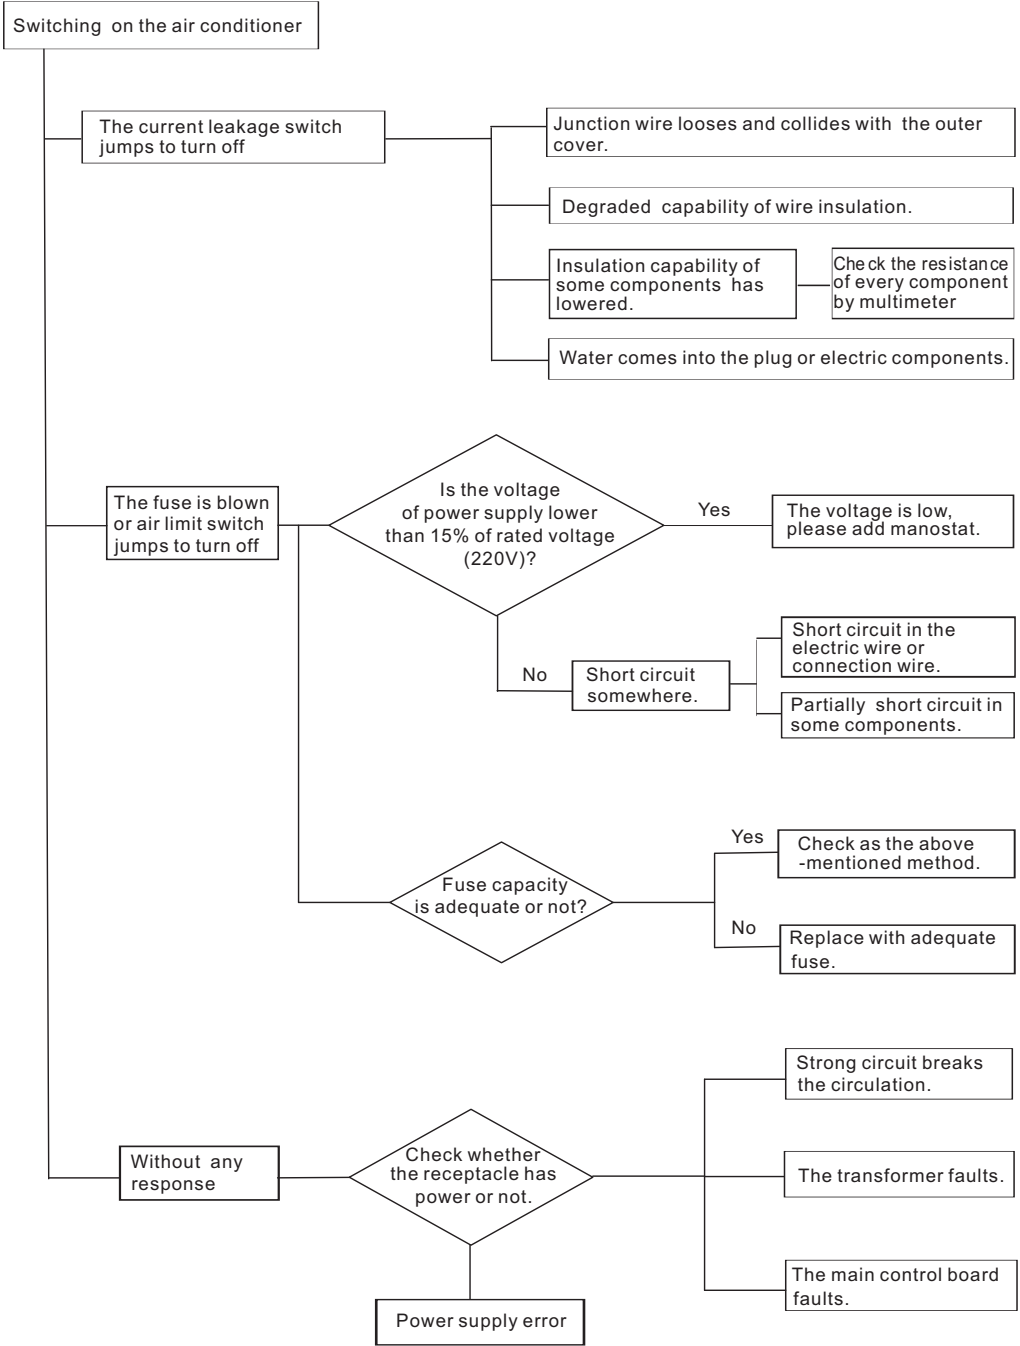 Switching on the air conditioner
The current leakage switch
jumps to turn off
Junction wire looses and collides with the outer
cover.
Degraded capability of wire insulation.
Insulation capability of
some components has
lowered.
Check the resistance
of every component
by multimeter
Water comes into the plug or electric components.
The fuse is blown
or air limit switch
jumps to turn off
Is the voltage
of power supply lower
than 15% of rated voltage
(220V)?
Yes
The voltage is low,
please add manostat.
No
Short circuit
somewhere.
Short circuit in the
electric wire or
connection wire.
Partially short circuit in
some components.
Fuse capacity
is adequate or not?
Yes
Check as the above
-mentioned method.
No
Replace with adequate
fuse.
Without any
response
Check whether
the receptacle has
power or not.
Strong circuit breaks
the circulation.
The transformer faults.
The main control board
faults.
Power supply error